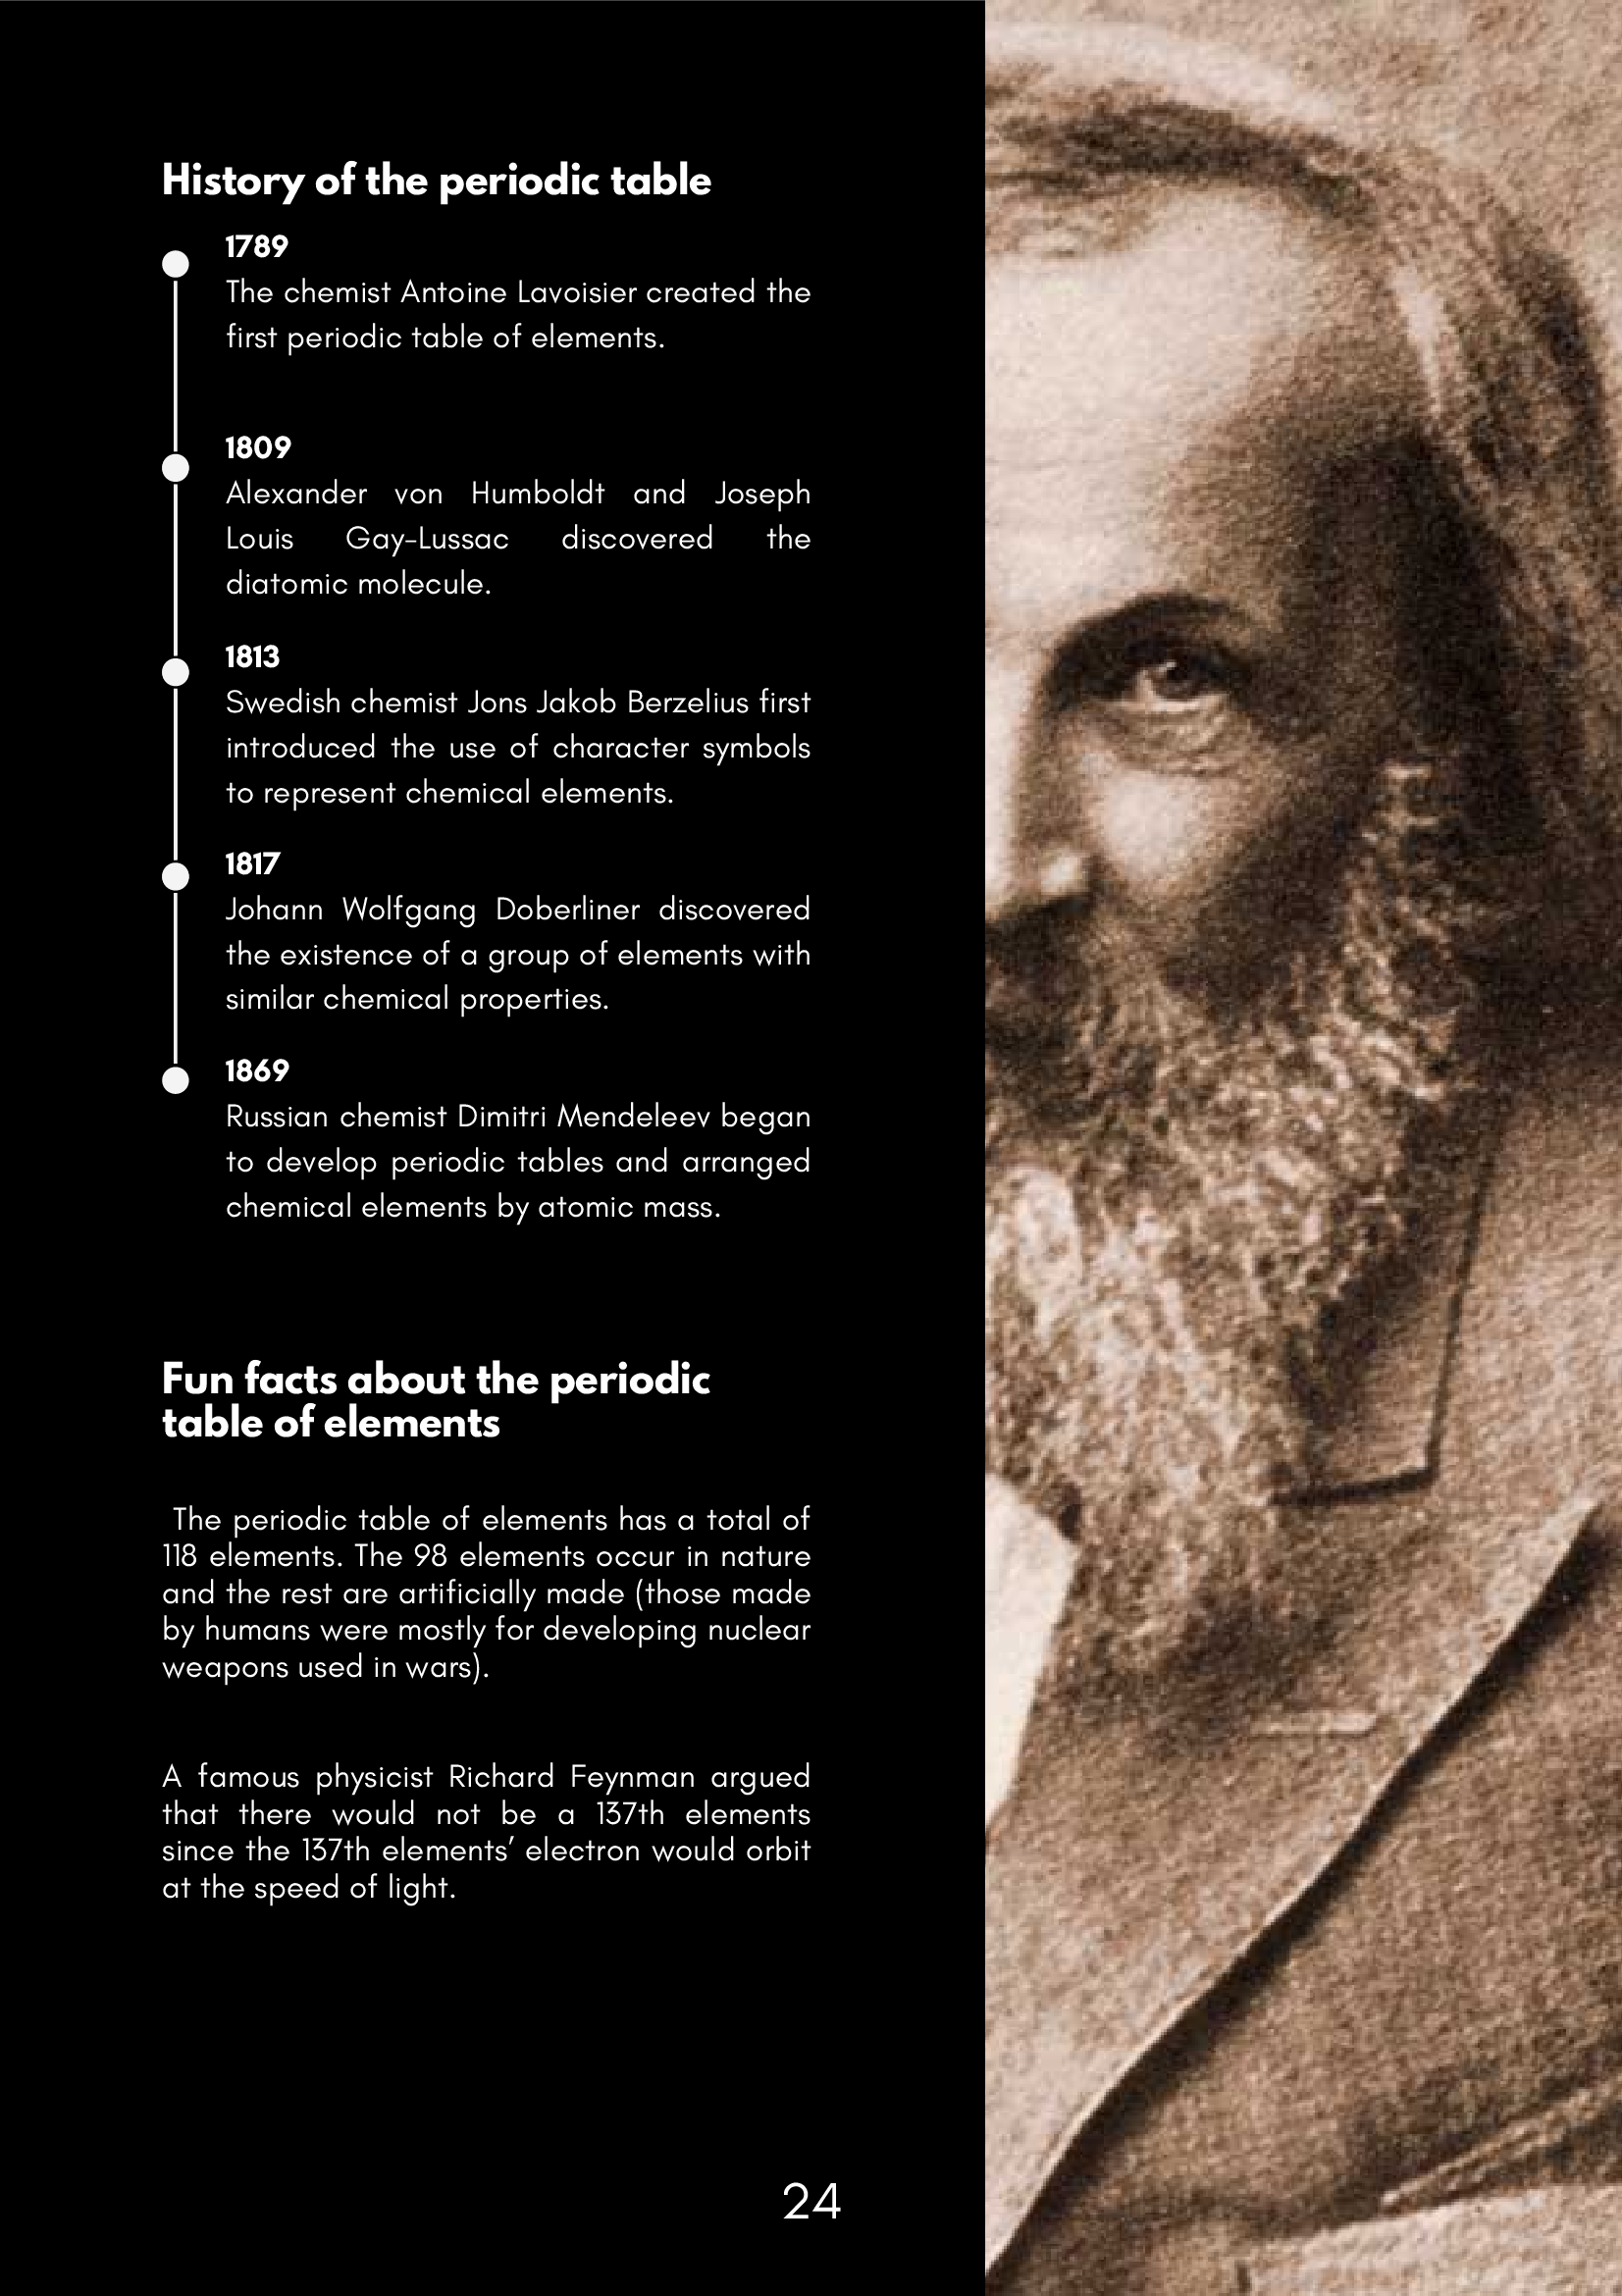 History of the periodic table
1789
The chemist Antoine Lavoisier created the
first periodic table of elements.
1809
Alexander von Humboldt and Joseph
Louis Gay-Lussac discovered the
diatomic molecule.
1813
Swedish chemist Jons Jakob Berzelius first
introduced the use of character symbols
to represent chemical elements.
1817
Johann Wolfgang Doberliner discovered
the existence of a group of elements with
similar chemical properties.
1869
Russian chemist Dimitri Mendeleev began
to develop periodic tables and arranged
chemical elements by atomic mass.
Fun facts about the periodic
table of elements
The periodic table of elements has a total of
118 elements. The 98 elements occur in nature
and the rest are artificially made (those made
by humans were mostly for developing nuclear
weapons used in wars).
A famous physicist Richard Feynman argued
that there would not be a 137th elements
since the 137th elements’ electron would orbit
at the speed of light.
24